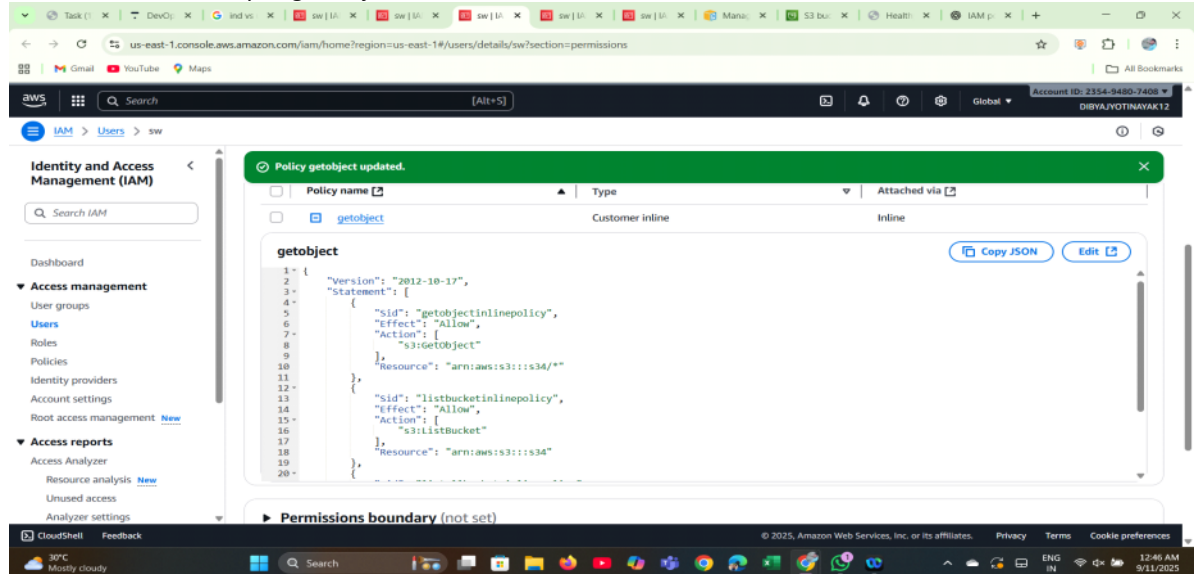 Task (1
DevO
ind vs
sw | IA
sw | IA
sw | IA
sw | IA
sw | IA
Manag
S3 buc
Health
IAM p
us-east-1.console.aws.amazon.com/iam/home?region=us-east-1#/users/details/sw?section=permissions
Gmail
YouTube
Maps
All Bookmarks
aws
Search
[Alt+S]
Global
Account ID: 2354-9480-7408
DIBYAJYOTINAYAK12
IAM > Users > sw
Identity and Access Management (IAM)
Search IAM
Dashboard
Access management
User groups
Users
Roles
Policies
Identity providers
Account settings
Root access management New
Access reports
Access Analyzer
Resource analysis New
Unused access
Analyzer settings
Policy getobject updated.
Policy name
Type
Attached via
getobject
Customer inline
Inline
getobject
Copy JSON
Edit
1 {
2 "Version": "2012-10-17",
3 "Statement": [
4 {
5 "Sid": "getobjectinlinepolicy",
6 "Effect": "Allow",
7 "Action": [
8 "s3:GetObject"
9 ],
10 "Resource": "arn:aws:s3:::s34/*"
11 },
12 {
13 "Sid": "listbucketinlinepolicy",
14 "Effect": "Allow",
15 "Action": [
16 "s3:ListBucket"
17 ],
18 "Resource": "arn:aws:s3:::s34"
19 },
20 {
Permissions boundary (not set)
CloudShell
Feedback
© 2025, Amazon Web Services, Inc. or its affiliates.
Privacy
Terms
Cookie preferences
30°C
Mostly cloudy
Search
ENG
IN
12:46 AM
9/11/2025